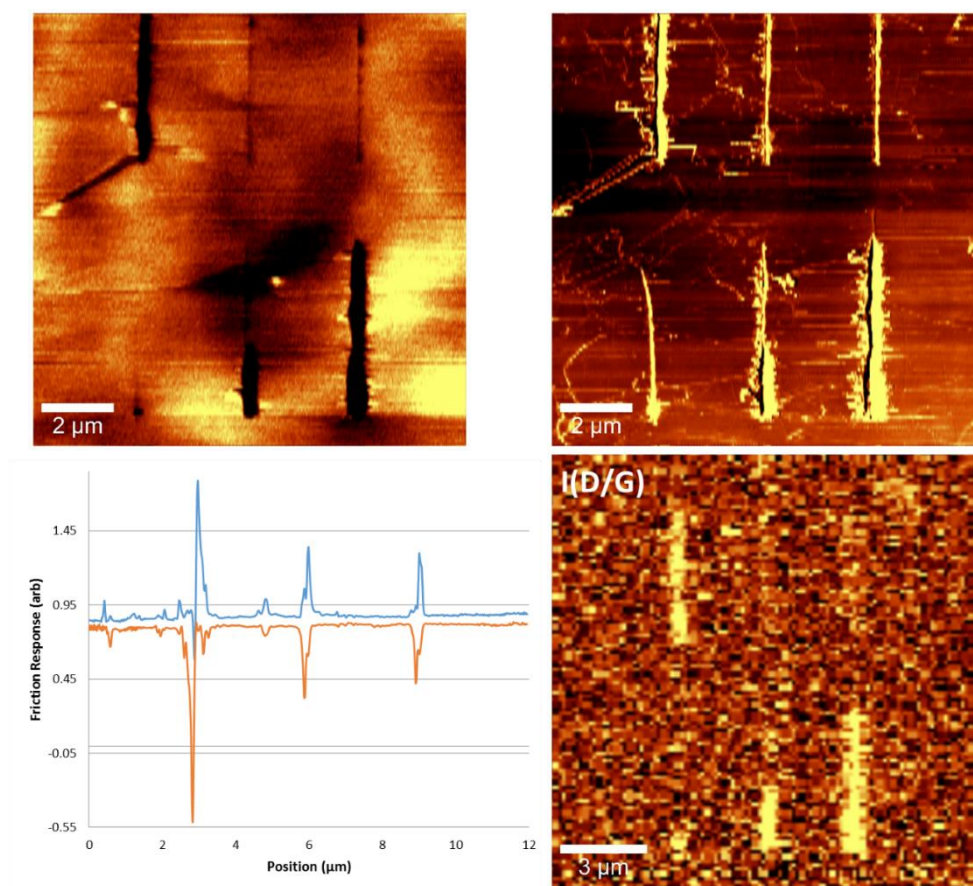 2 μm
2 μm
1.45
0.95
0.45
-0.05
-0.55
Friction Response (arb)
0
2
4
6
8
10
12
Position (μm)
I(D/G)
3 μm